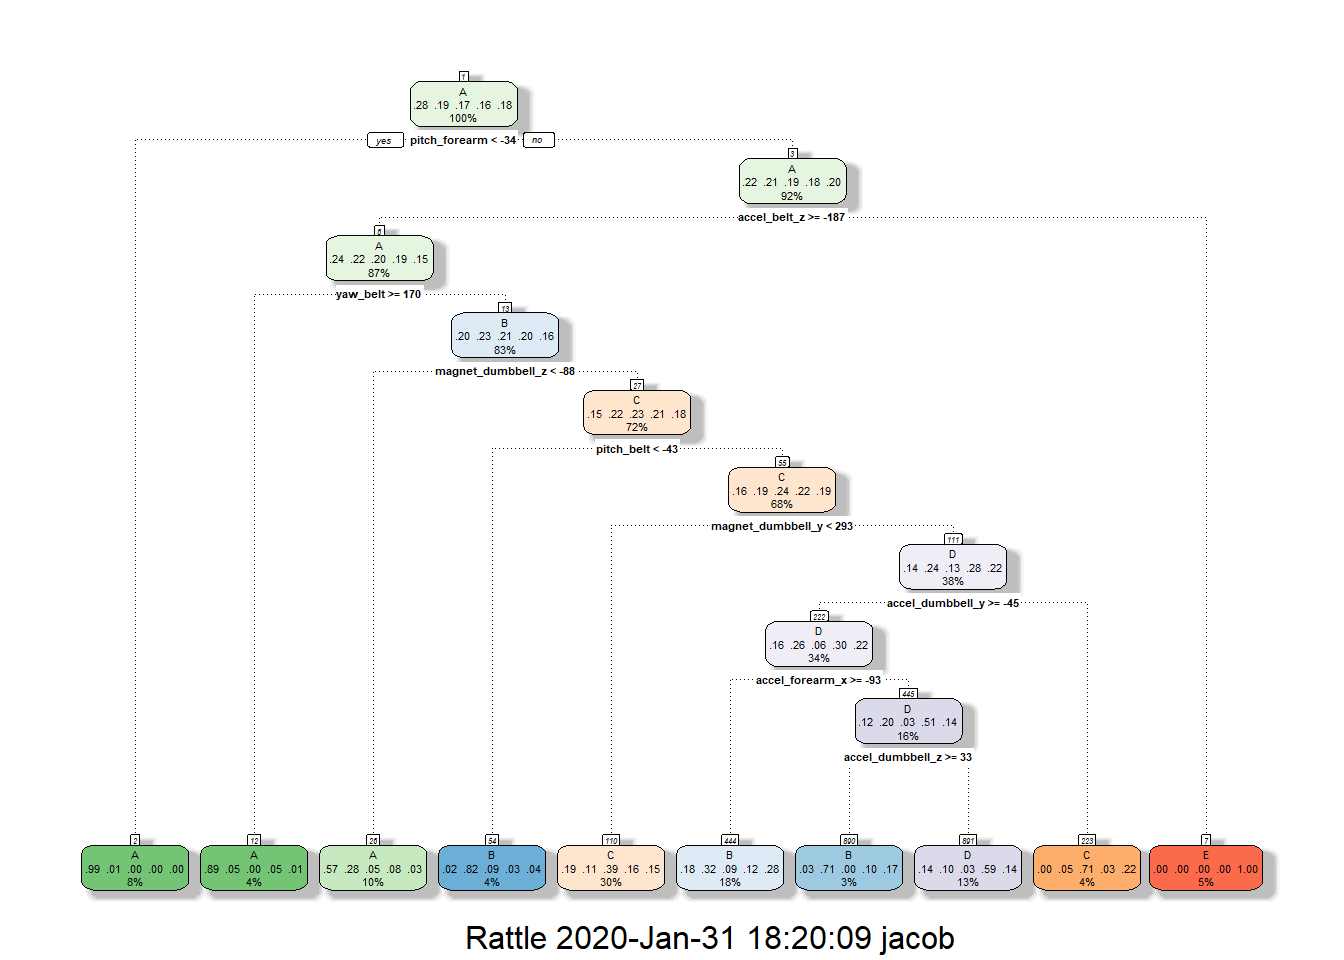 1
A
.28 .19 .17 .16 .18
100%
yes pitch_forearm < -34 no
3
A
.22 .21 .19 .18 .20
92%
accel_belt_z >= -187
6
A
.24 .22 .20 .19 .15
87%
yaw_belt >= 170
13
B
.20 .23 .21 .20 .16
83%
magnet_dumbbell_z < -88
27
C
.15 .22 .23 .21 .18
72%
pitch_belt < -43
55
C
.16 .19 .24 .22 .19
68%
magnet_dumbbell_y < 293
111
D
.14 .24 .13 .28 .22
38%
accel_dumbbell_y >= -45
222
D
.16 .26 .06 .30 .22
34%
accel_forearm_x >= -93
445
D
.12 .20 .03 .51 .14
16%
accel_dumbbell_z >= 33
2
A
.99 .01 .00 .00 .00
8%
12
A
.89 .05 .00 .05 .01
4%
26
A
.57 .28 .05 .08 .03
10%
54
B
.02 .82 .09 .03 .04
4%
110
C
.19 .11 .39 .16 .15
30%
444
B
.18 .32 .09 .12 .28
18%
890
B
.03 .71 .00 .10 .17
3%
891
D
.14 .10 .03 .59 .14
13%
223
C
.00 .05 .71 .03 .22
4%
7
E
.00 .00 .00 .00 1.00
5%
Rattle 2020-Jan-31 18:20:09 jacob